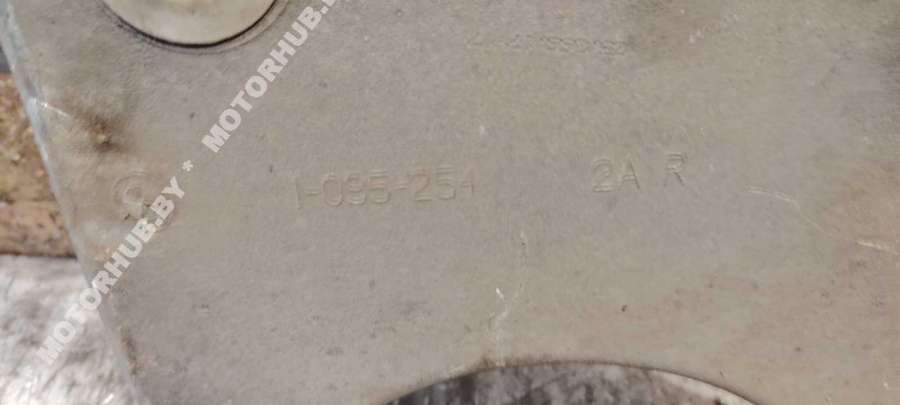 MOTORHUB.BY * MOTORHUB.BY
1-095-254 2A R